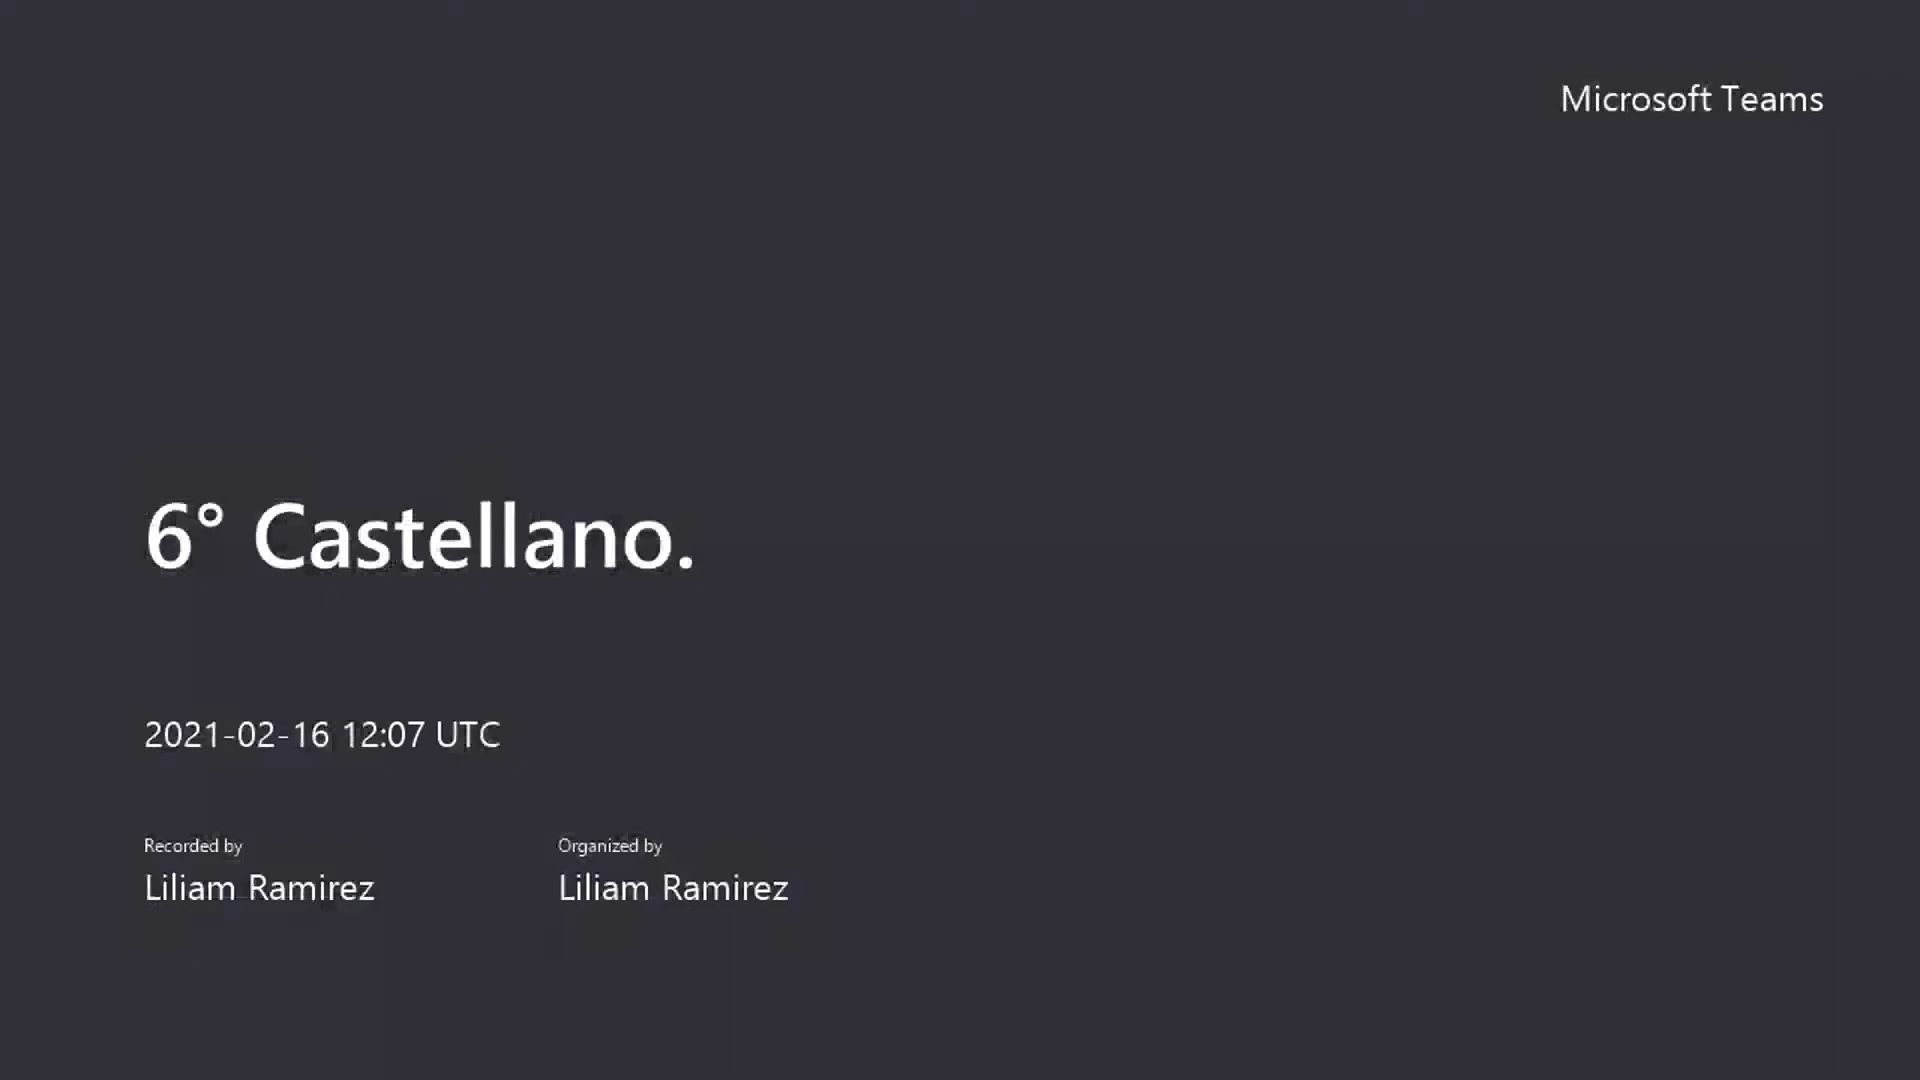 Microsoft Teams
6° Castellano.
2021-02-16 12:07 UTC
Recorded by
Liliam Ramirez
Organized by
Liliam Ramirez